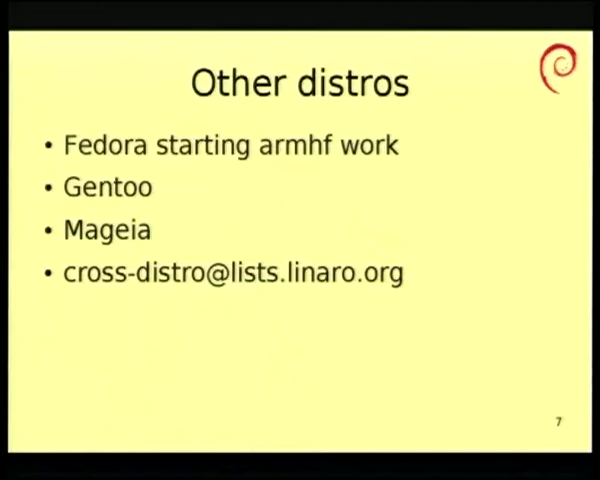 Other distros
• Fedora starting armhf work
• Gentoo
• Mageia
• cross-distro@lists.linaro.org
7